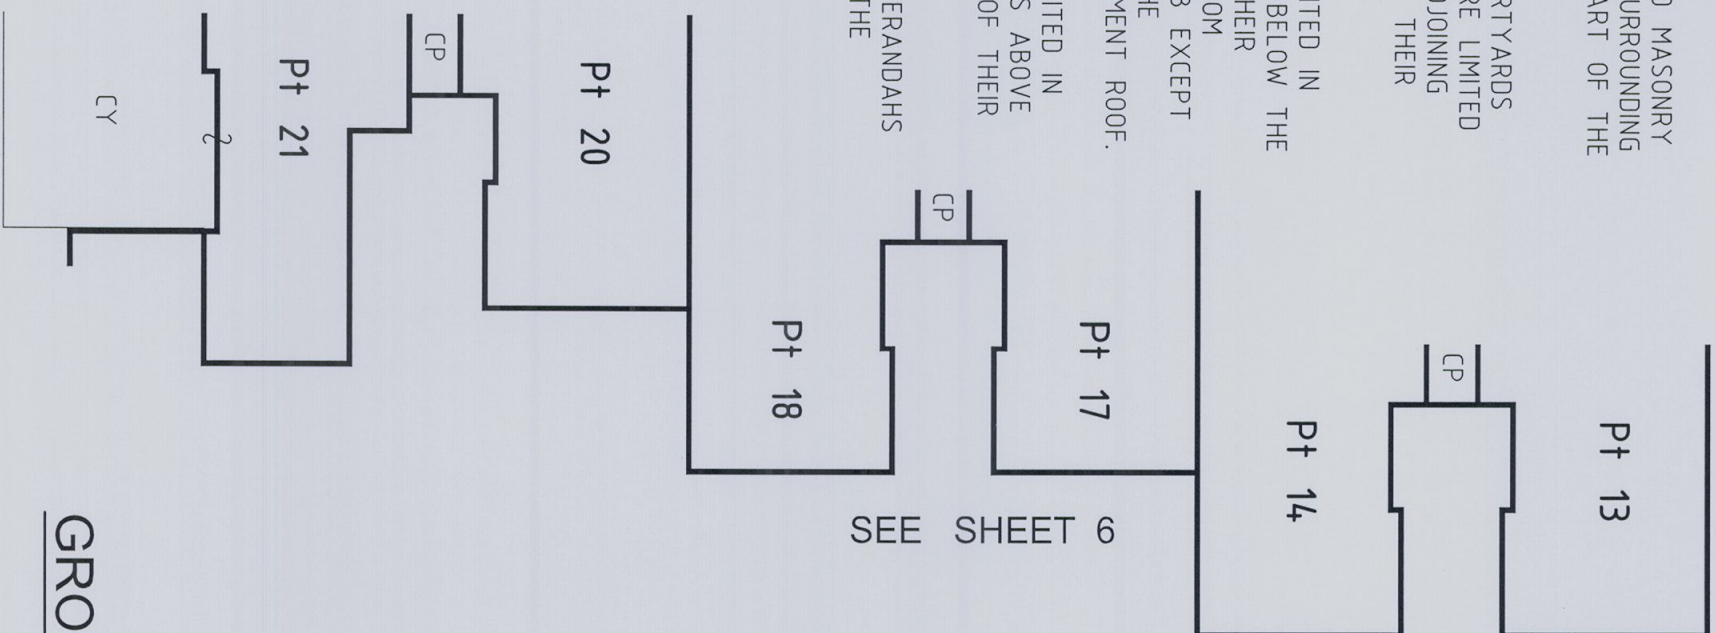 D MASONRY
URROUNDING
ART OF THE
RTYARDS
RE LIMITED
DJOINING
THEIR
ITED IN
BELOW THE
HEIR
OM
B EXCEPT
HE
MENT ROOF.
ITED IN
S ABOVE
OF THEIR
ERANDAHS
THE
Pt 13
CP
Pt 14
Pt 17
CP
Pt 18
Pt 20
CP
Pt 21
CY
SEE SHEET 6
GRO